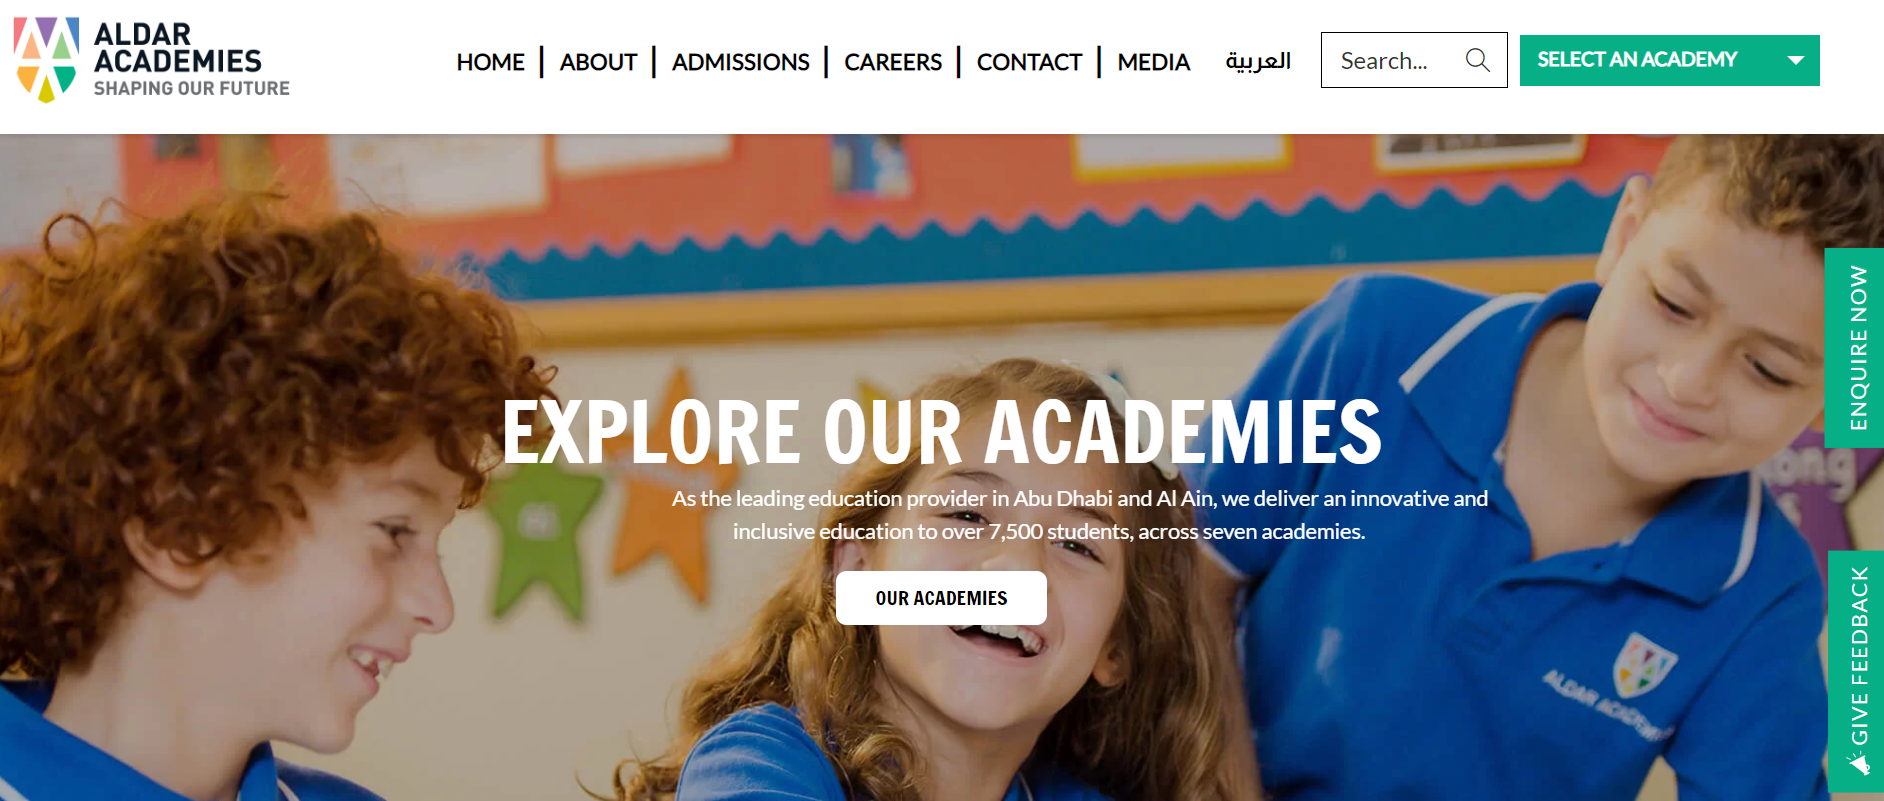 ALDAR
ACADEMIES
SHAPING OUR FUTURE
HOME | ABOUT | ADMISSIONS | CAREERS | CONTACT | MEDIA العربية
Search...
SELECT AN ACADEMY
ENQUIRE NOW
EXPLORE OUR ACADEMIES
As the leading education provider in Abu Dhabi and Al Ain, we deliver an innovative and
inclusive education to over 7,500 students, across seven academies.
OUR ACADEMIES
ALDAR ACADEMIES
GIVE FEEDBACK